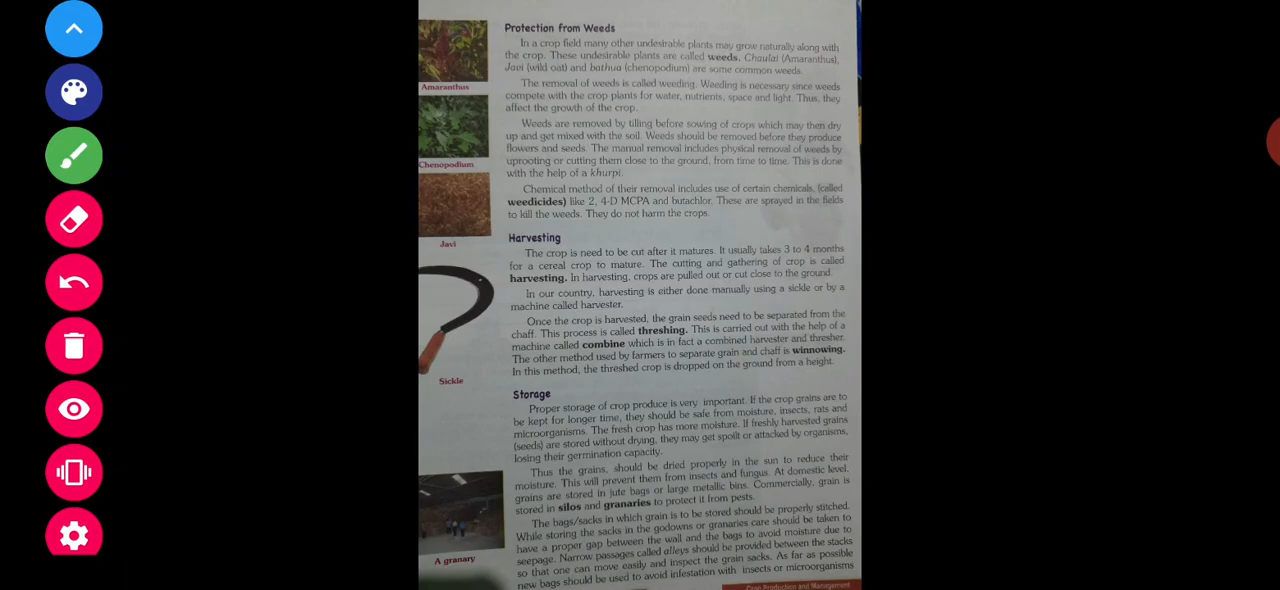 Protection from Weeds
In a crop field many other undesirable plants may grow naturally along with
the crop. These undesirable plants are called weeds. Chaulai (Amaranthus),
Javi (wild oat) and bathua (chenopodium) are some common weeds.
The removal of weeds is called weeding. Weeding is necessary since weeds
compete with the crop plants for water, nutrients, space and light. Thus, they
affect the growth of the crop.
Weeds are removed by tilling before sowing of crops which may then dry
up and get mixed with the soil. Weeds should be removed before they produce
flowers and seeds. The manual removal includes physical removal of weeds by
uprooting or cutting them close to the ground, from time to time. This is done
with the help of a khurpi.
Chemical method of their removal includes use of certain chemicals, (called
weedicides) like 2, 4-D MCPA and butachlor. These are sprayed in the fields
to kill the weeds. They do not harm the crops.
Amaranthus
Chenopodium
Javi
Harvesting
The crop is need to be cut after it matures. It usually takes 3 to 4 months
for a cereal crop to mature. The cutting and gathering of crop is called
harvesting. In harvesting, crops are pulled out or cut close to the ground.
In our country, harvesting is either done manually using a sickle or by a
machine called harvester.
Once the crop is harvested, the grain seeds need to be separated from the
chaff. This process is called threshing. This is carried out with the help of a
machine called combine which is in fact a combined harvester and thresher.
The other method used by farmers to separate grain and chaff is winnowing.
In this method, the threshed crop is dropped on the ground from a height.
Sickle
Storage
Proper storage of crop produce is very important. If the crop grains are to
be kept for longer time, they should be safe from moisture, insects, rats and
microorganisms. The fresh crop has more moisture. If freshly harvested grains
(seeds) are stored without drying, they may get spoilt or attacked by organisms,
losing their germination capacity.
Thus the grains, should be dried properly in the sun to reduce their
moisture. This will prevent them from insects and fungus. At domestic level,
grains are stored in jute bags or large metallic bins. Commercially, grain is
stored in silos and granaries to protect it from pests.
The bags/sacks in which grain is to be stored should be properly stitched.
While storing the sacks in the godowns or granaries care should be taken to
have a proper gap between the wall and the bags to avoid moisture due to
seepage. Narrow passages called alleys should be provided between the stacks
so that one can move easily and inspect the grain sacks. As far as possible
new bags should be used to avoid infestation with insects or microorganisms
A granary
Crop Production and Management